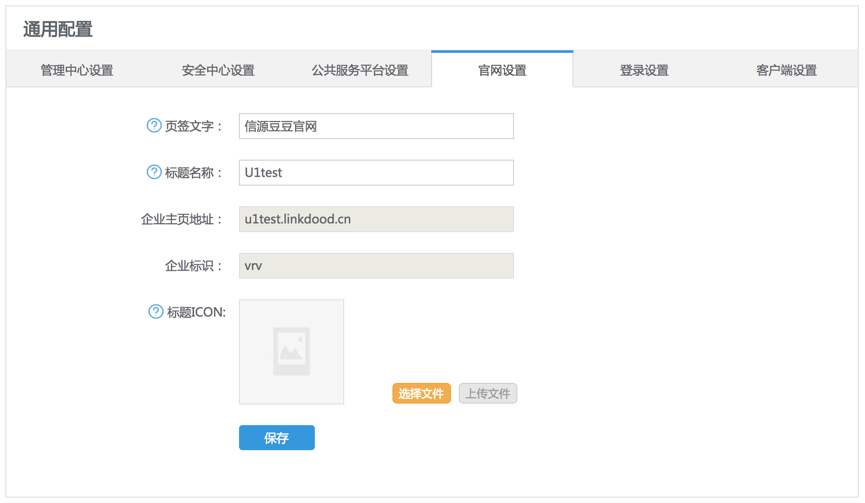 通用配置
管理中心设置 安全中心设置 公共服务平台设置 官网设置 登录设置 客户端设置
? 页签文字： 信源豆豆官网
? 标题名称： U1test
企业主页地址： u1test.linkdood.cn
企业标识： vrv
? 标题ICON:
选择文件 上传文件
保存